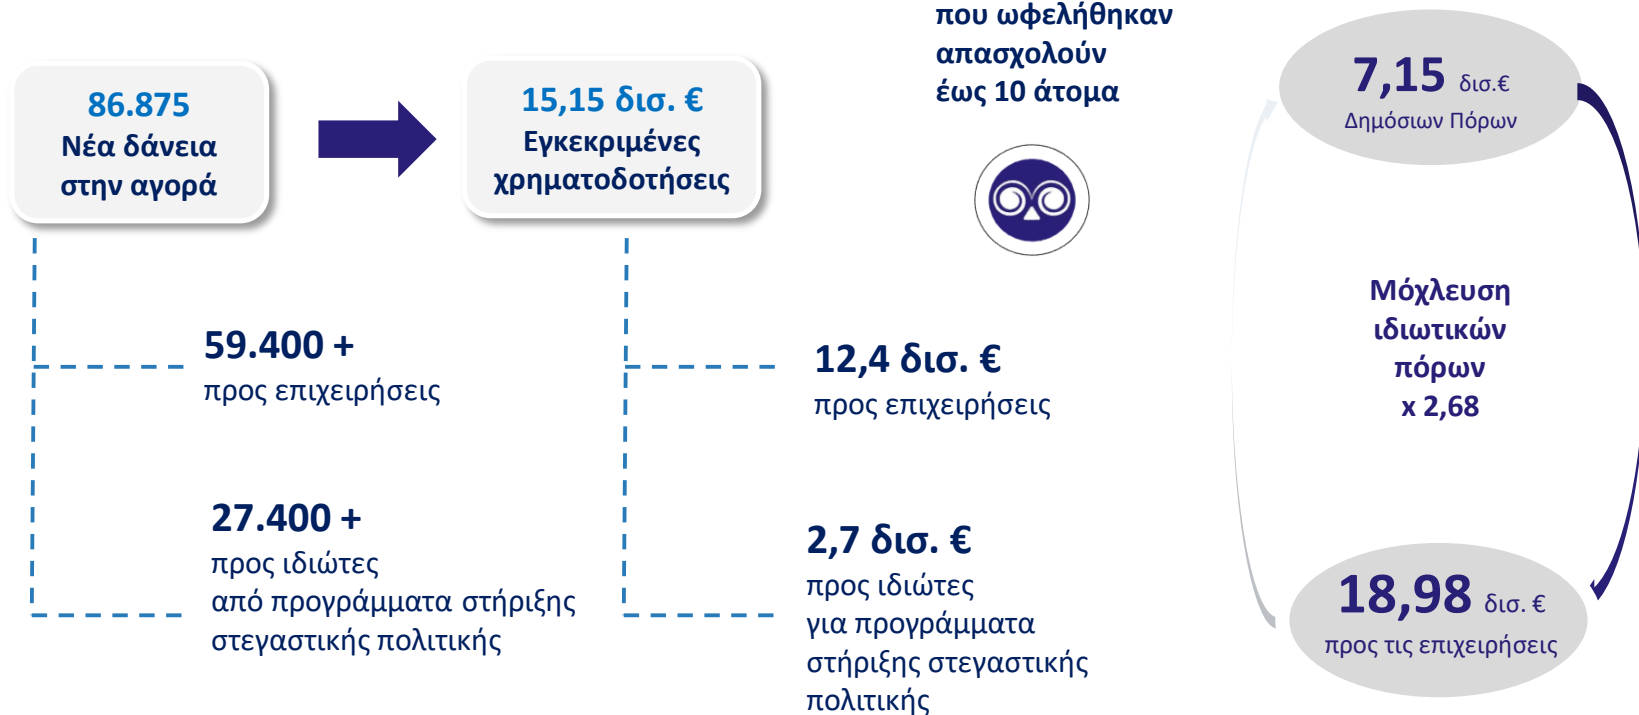 86.875
Νέα δάνεια
στην αγορά
15,15 δισ. €
Εγκεκριμένες
χρηματοδοτήσεις
59.400 +
προς επιχειρήσεις
27.400 +
προς ιδιώτες
από προγράμματα στήριξης
στεγαστικής πολιτικής
12,4 δισ. €
προς επιχειρήσεις
2,7 δισ. €
προς ιδιώτες
για προγράμματα
στήριξης στεγαστικής
πολιτικής
που ωφελήθηκαν
απασχολούν
έως 10 άτομα
7,15 δισ.€
Δημόσιων Πόρων
Μόχλευση
ιδιωτικών
πόρων
x 2,68
18,98 δισ. €
προς τις επιχειρήσεις